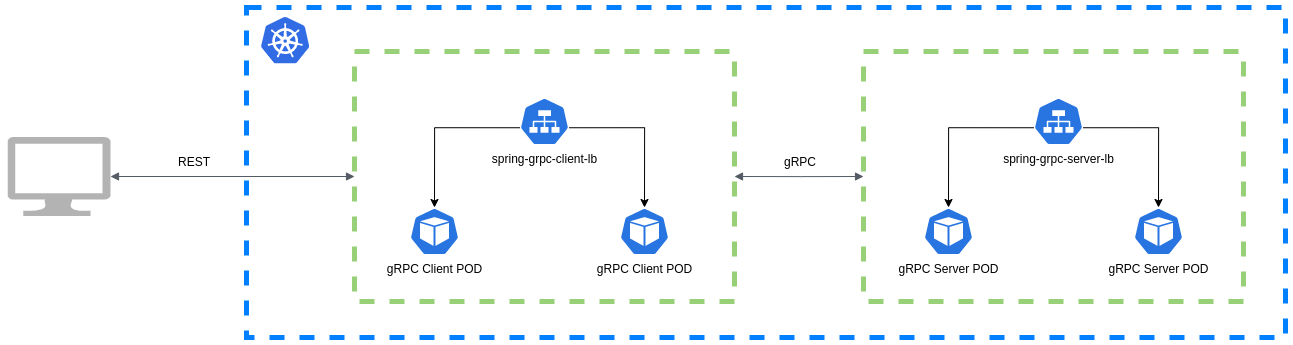 REST
spring-grpc-client-lb
gRPC Client POD
gRPC Client POD
gRPC
spring-grpc-server-lb
gRPC Server POD
gRPC Server POD